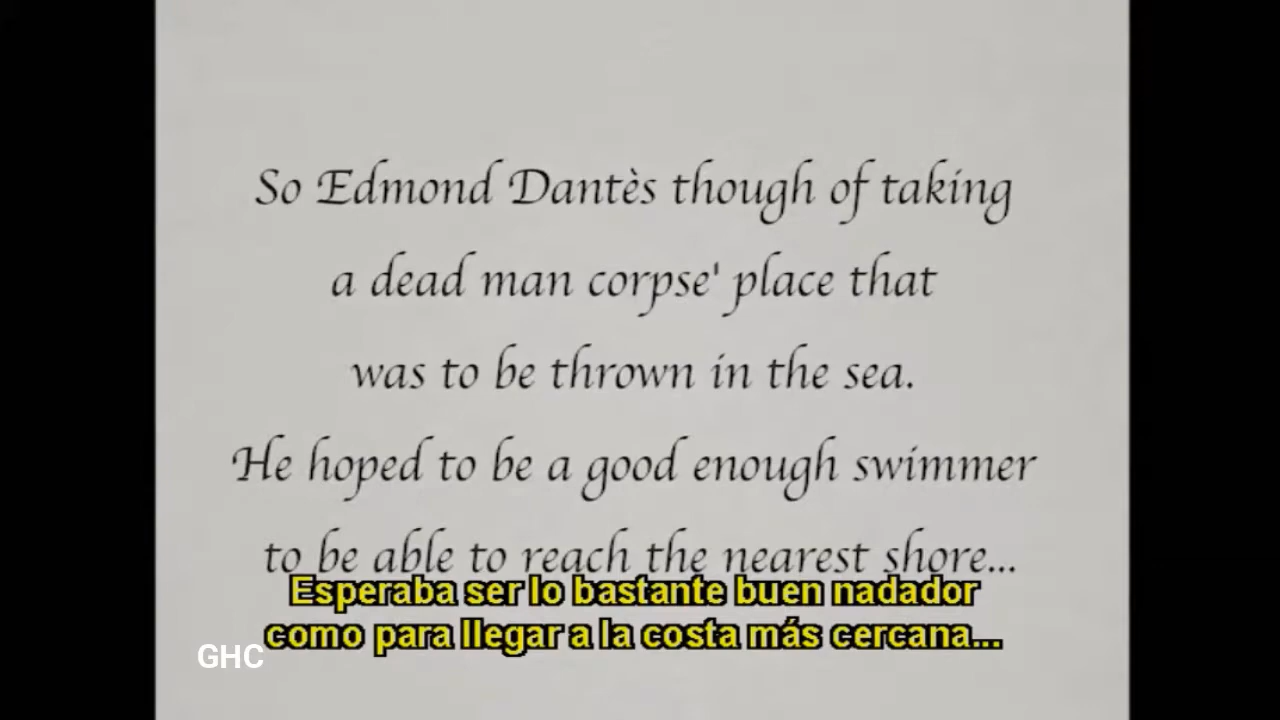 So Edmond Dantès though of taking
a dead man corpse' place that
was to be thrown in the sea.
He hoped to be a good enough swimmer
to be able to reach the nearest shore...
Esperaba ser lo bastante buen nadador
como para llegar a la costa más cercana...
GHC